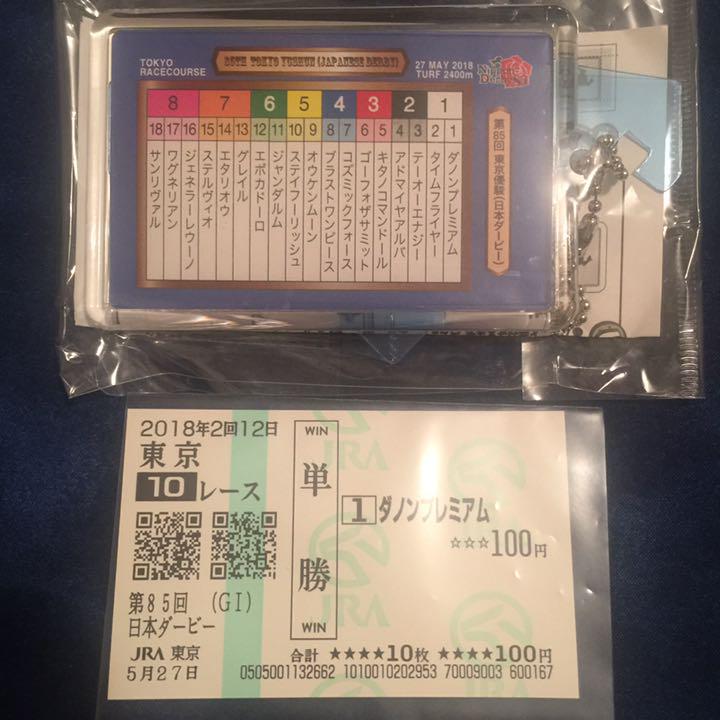 TOKYO
RACECOURSE
85TH TOKYO YUSHUN (JAPANESE DERBY)
27 MAY 2018
TURF 2400m
8 7 6 5 4 3 2 1
18 17 16 15 14 13 12 11 10 9 8 7 6 5 4 3 2 1
第85回 東京優駿(日本ダービー)
ダノンプレミアム
タイムフライヤー
テーオーエナジー
アドマイヤアルバ
キタノコマンドール
ゴーフォザサミット
コズミックフォース
ブラストワンピース
オウケンムーン
ステイフーリッシュ
ジャンダルム
エポカドーロ
グレイル
エタリオウ
ステルヴィオ
ジェネラーレウーノ
ワグネリアン
サンリヴァル
2018年2回12日
東京
10レース
第85回 (GI)
日本ダービー
JRA 東京
5月27日
WIN
単勝
WIN
1 ダノンプレミアム
☆☆☆100円
合計 ★★★★10枚 ★★★★100円
0505001132662 1010010202953 70009003 600167
JRA
JRA
JRA